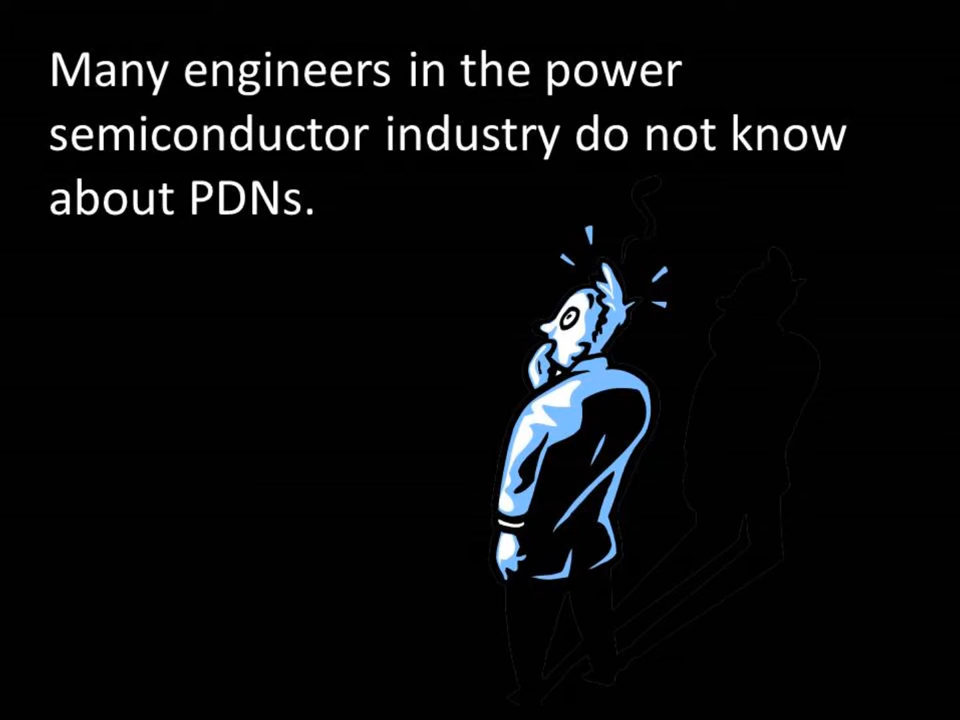 Many engineers in the power
semiconductor industry do not know
about PDNs.